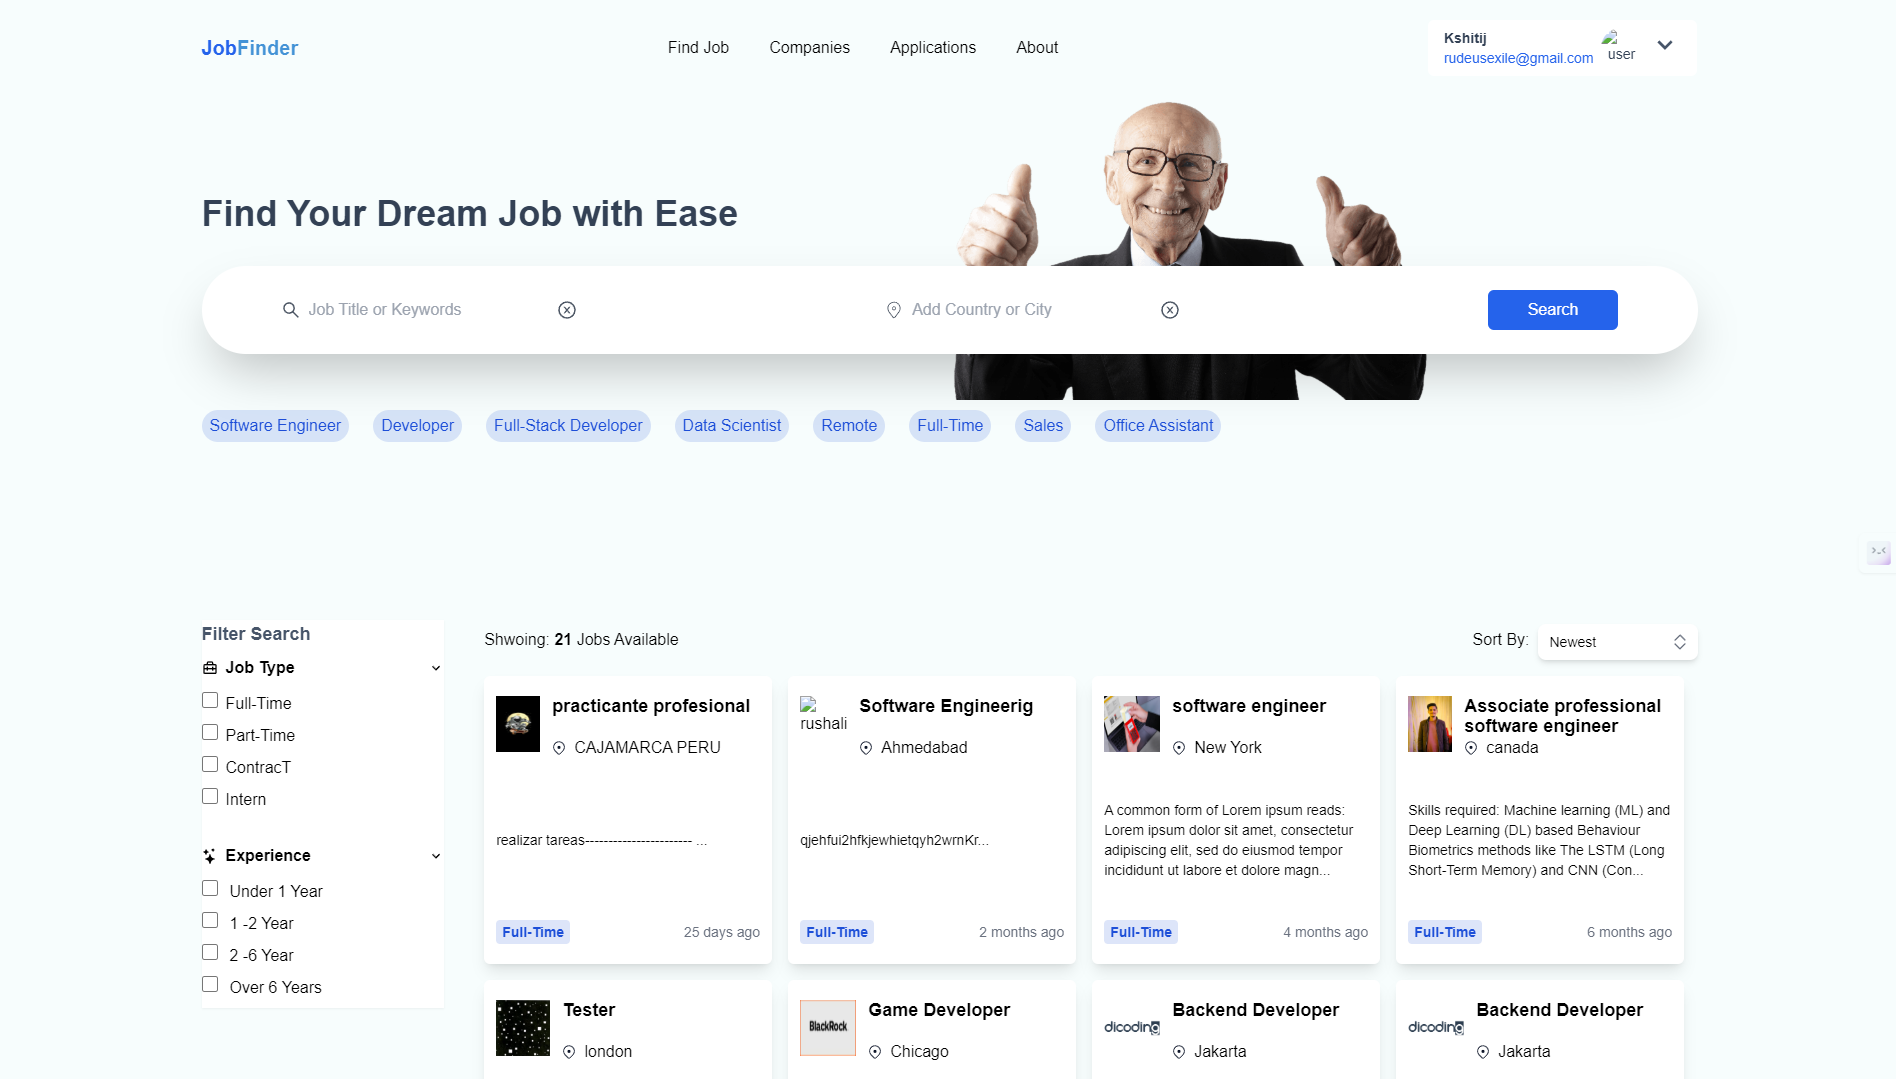 JobFinder
Find Job
Companies
Applications
About
Kshitij
rudeusexile@gmail.com
user
Find Your Dream Job with Ease
Job Title or Keywords
Add Country or City
Search
Software Engineer
Developer
Full-Stack Developer
Data Scientist
Remote
Full-Time
Sales
Office Assistant
Filter Search
Job Type
Full-Time
Part-Time
ContracT
Intern
Experience
Under 1 Year
1 -2 Year
2 -6 Year
Over 6 Years
Shwoing: 21 Jobs Available
Sort By:
Newest
practicante profesional
CAJAMARCA PERU
realizar tareas----------------------- ...
Full-Time
25 days ago
rushali
Software Engineerig
Ahmedabad
qjehfui2hfkjewhietqyh2wrnKr...
Full-Time
2 months ago
software engineer
New York
A common form of Lorem ipsum reads:
Lorem ipsum dolor sit amet, consectetur
adipiscing elit, sed do eiusmod tempor
incididunt ut labore et dolore magn...
Full-Time
4 months ago
Associate professional
software engineer
canada
Skills required: Machine learning (ML) and
Deep Learning (DL) based Behaviour
Biometrics methods like The LSTM (Long
Short-Term Memory) and CNN (Con...
Full-Time
6 months ago
Tester
london
BlackRock
Game Developer
Chicago
dicoding
Backend Developer
Jakarta
dicoding
Backend Developer
Jakarta